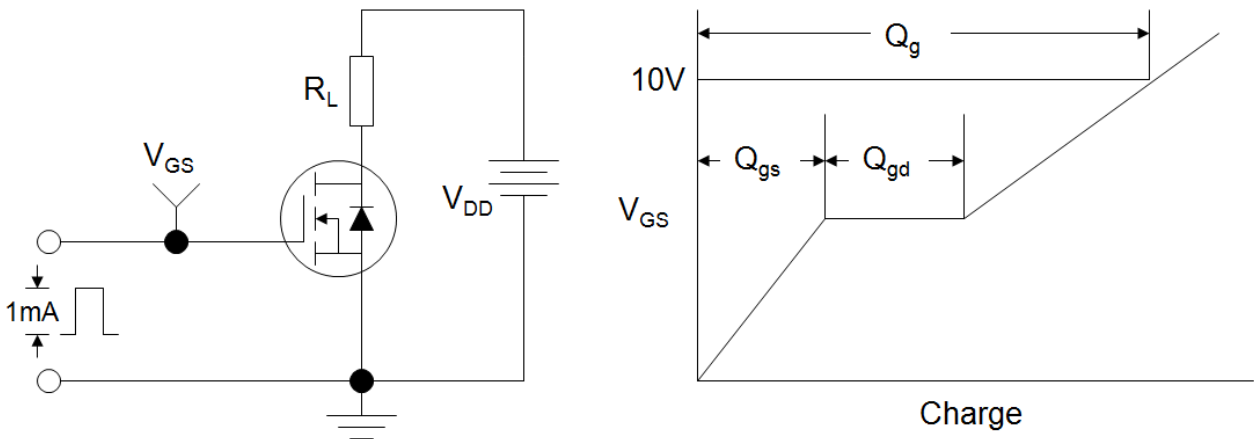 R_L
V_GS
V_DD
1mA
Q_g
10V
Q_gs
Q_gd
V_GS
Charge